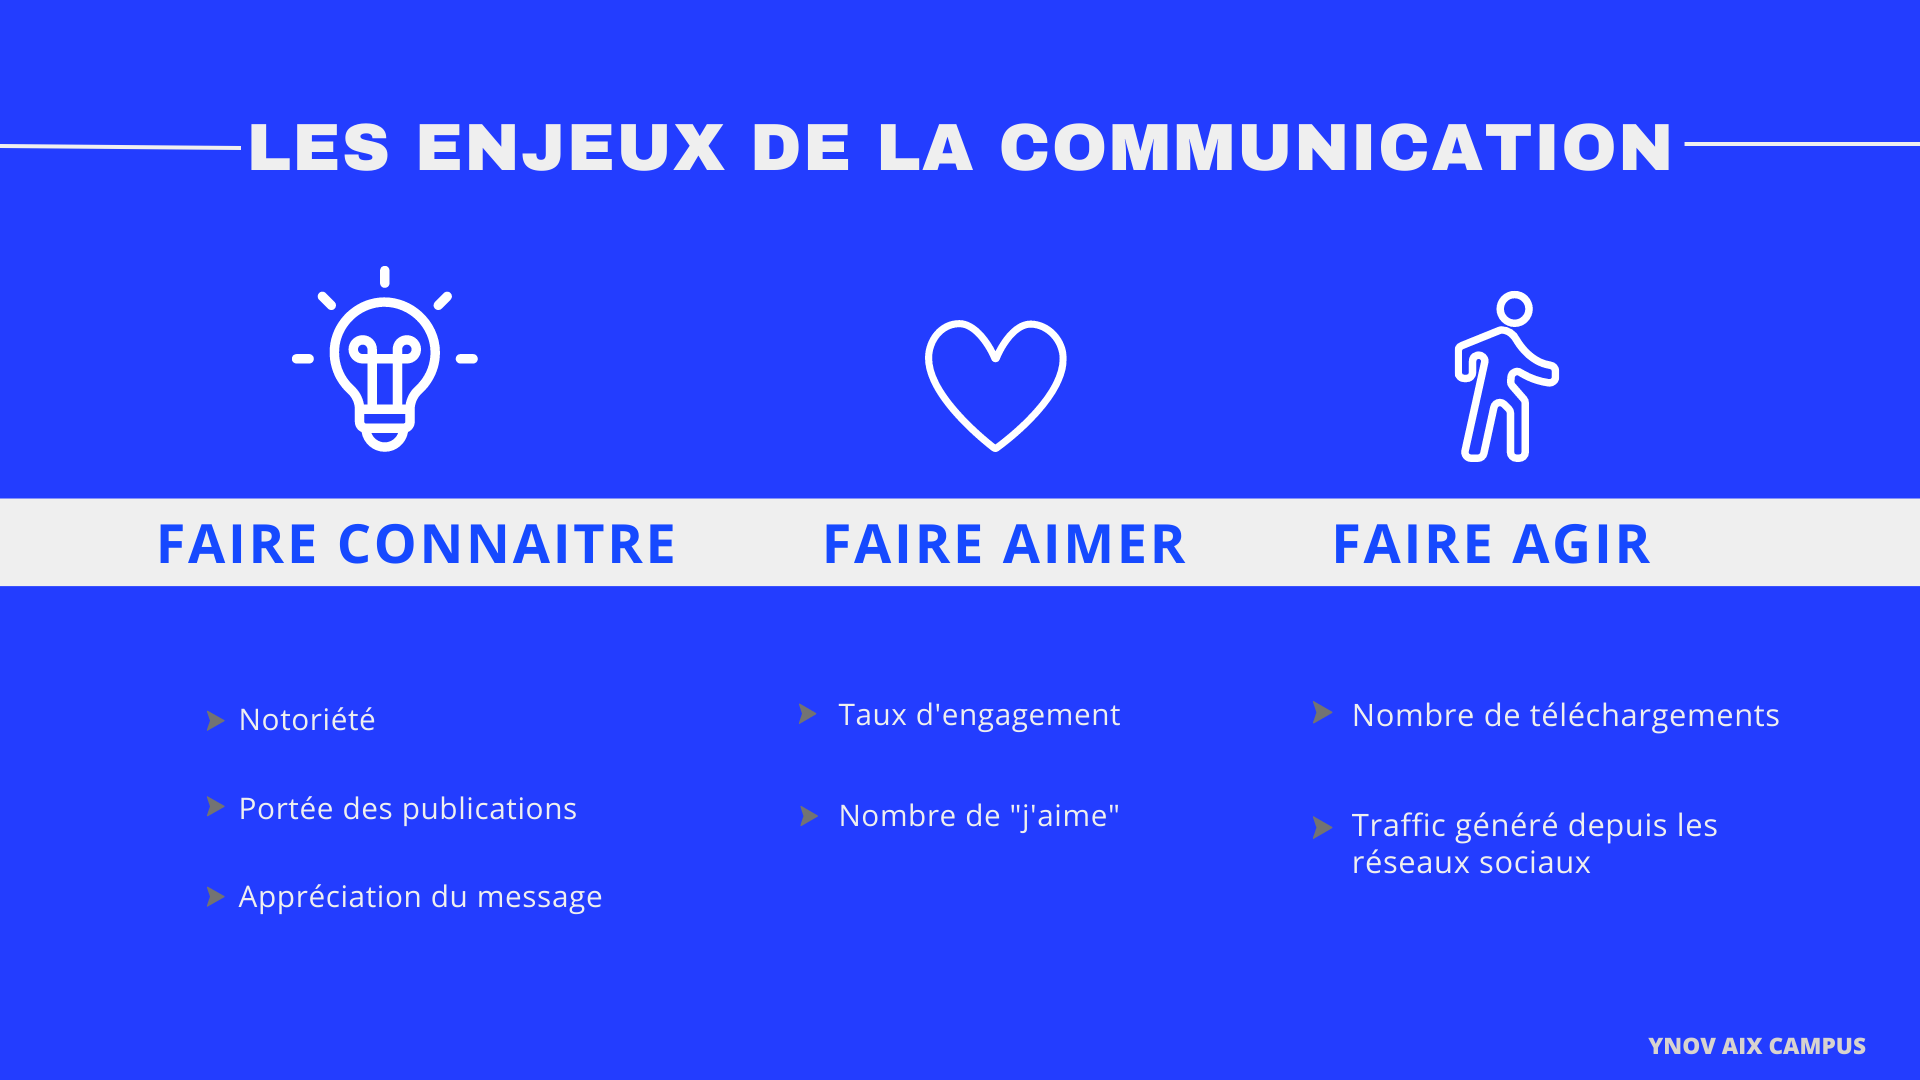 LES ENJEUX DE LA COMMUNICATION
FAIRE CONNAITRE
FAIRE AIMER
FAIRE AGIR
Notoriété
Portée des publications
Appréciation du message
Taux d'engagement
Nombre de "j'aime"
Nombre de téléchargements
Traffic généré depuis les
réseaux sociaux
YNOV AIX CAMPUS